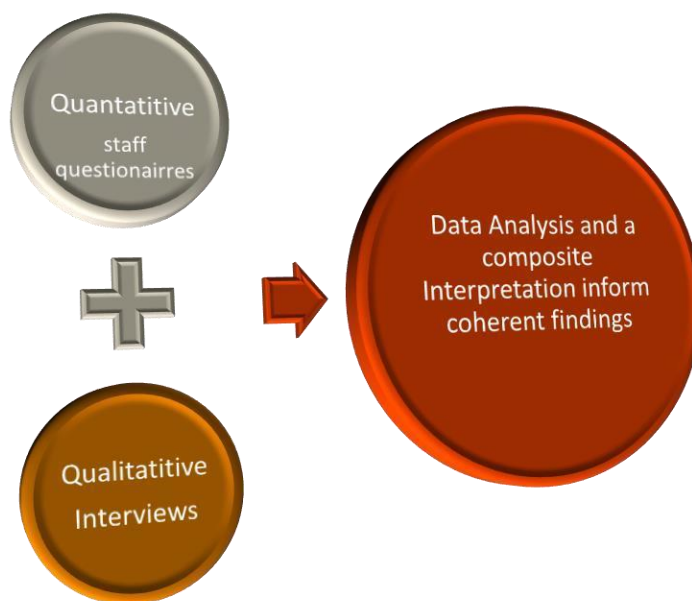 Quantatitive
staff
questionairres
Qualitatitive
Interviews
Data Analysis and a
composite
Interpretation inform
coherent findings